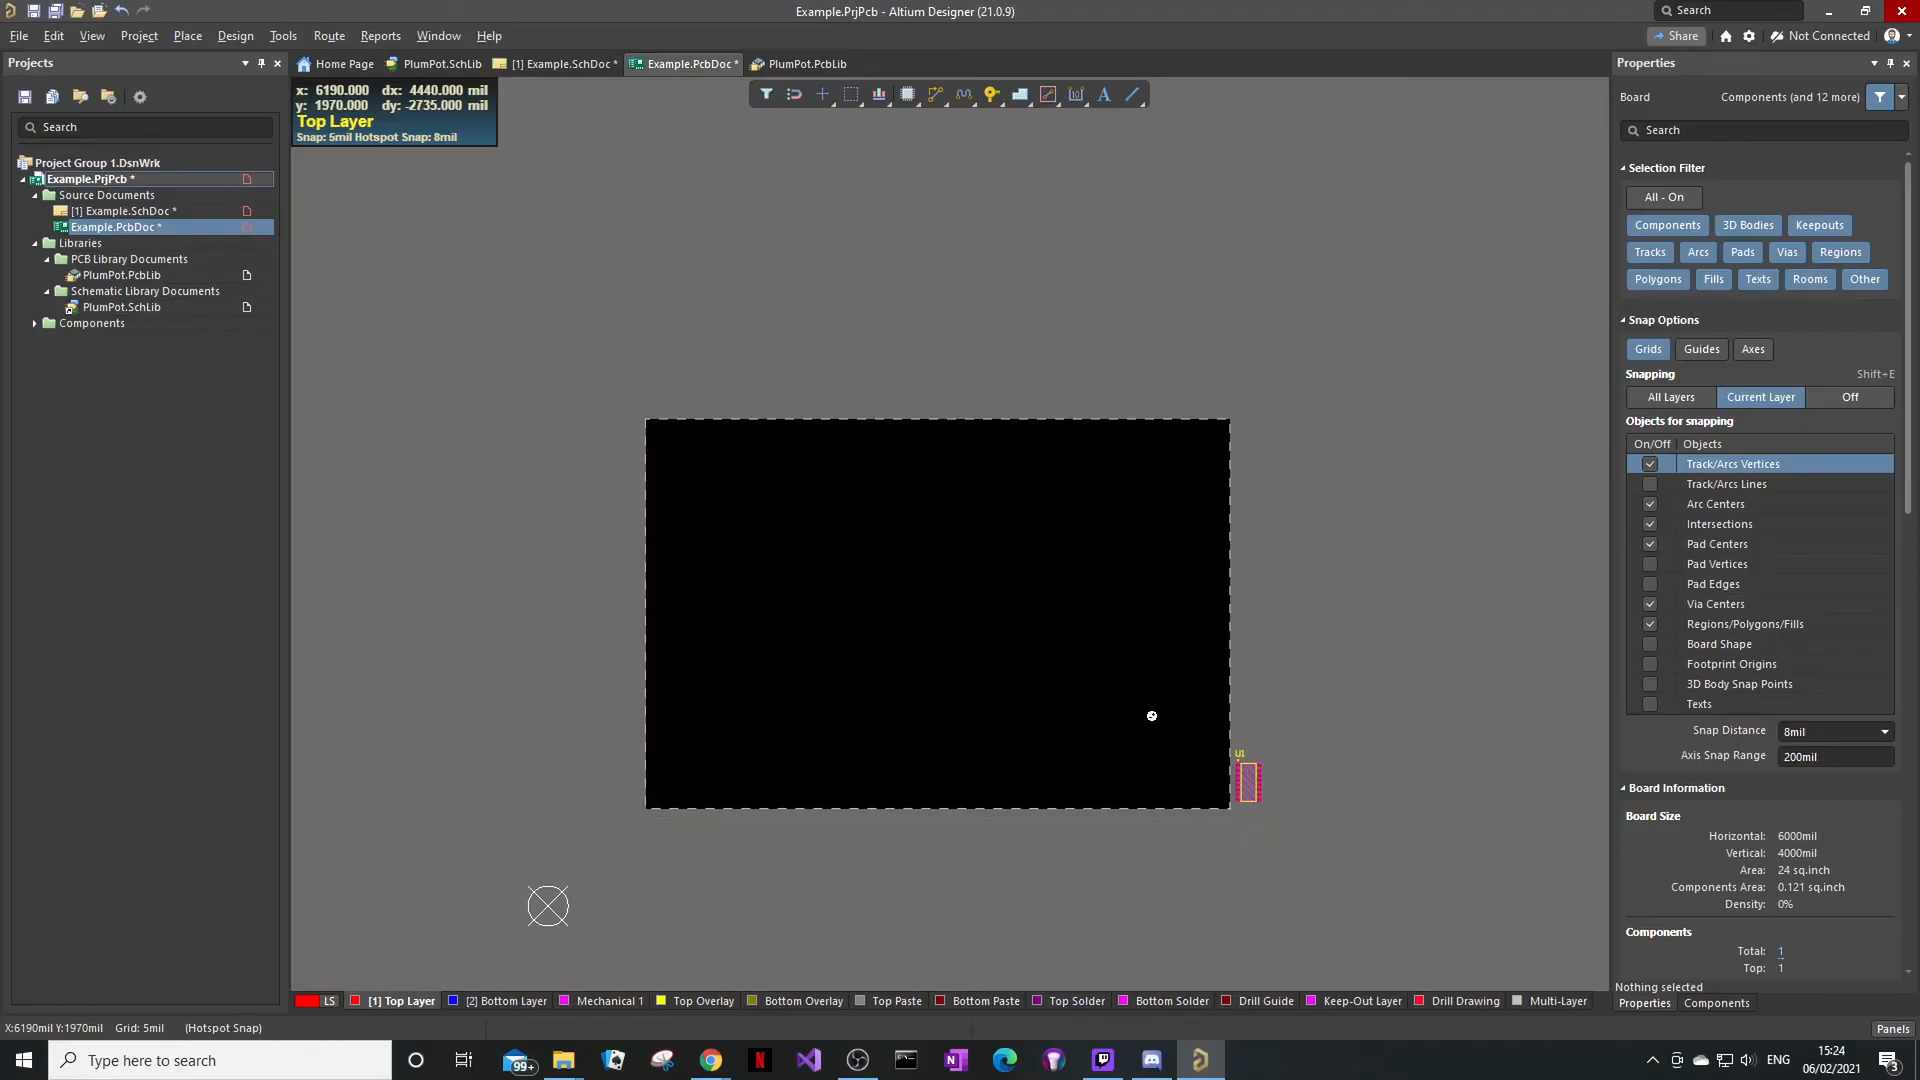 Example.PrjPcb - Altium Designer (21.0.9)
Search
File Edit View Project Place Design Tools Route Reports Window Help
Share
Not Connected
Projects
Home Page
PlumPot.SchLib
[1] Example.SchDoc *
Example.PcbDoc *
PlumPot.PcbLib
Properties
x: 6190.000 dx: 4440.000 mil
y: 1970.000 dy: -2735.000 mil
Top Layer
Snap: 5mil Hotspot Snap: 8mil
Search
Project Group 1.DsnWrk
Example.PrjPcb *
Source Documents
[1] Example.SchDoc *
Example.PcbDoc *
Libraries
PCB Library Documents
PlumPot.PcbLib
Schematic Library Documents
PlumPot.SchLib
Components
U1
Board Components (and 12 more)
Search
Selection Filter
All - On
Components 3D Bodies Keepouts
Tracks Arcs Pads Vias Regions
Polygons Fills Texts Rooms Other
Snap Options
Grids Guides Axes
Snapping Shift+E
All Layers Current Layer Off
Objects for snapping
On/Off Objects
Track/Arcs Vertices
Track/Arcs Lines
Arc Centers
Intersections
Pad Centers
Pad Vertices
Pad Edges
Via Centers
Regions/Polygons/Fills
Board Shape
Footprint Origins
3D Body Snap Points
Texts
Snap Distance 8mil
Axis Snap Range 200mil
Board Information
Board Size
Horizontal: 6000mil
Vertical: 4000mil
Area: 24 sq.inch
Components Area: 0.121 sq.inch
Density: 0%
Components
Total: 1
Top: 1
Nothing selected
Properties Components
LS [1] Top Layer [2] Bottom Layer Mechanical 1 Top Overlay Bottom Overlay Top Paste Bottom Paste Top Solder Bottom Solder Drill Guide Keep-Out Layer Drill Drawing Multi-Layer
X:6190mil Y:1970mil Grid: 5mil (Hotspot Snap)
Panels
Type here to search
99+
N
N
ENG
15:24
06/02/2021
3